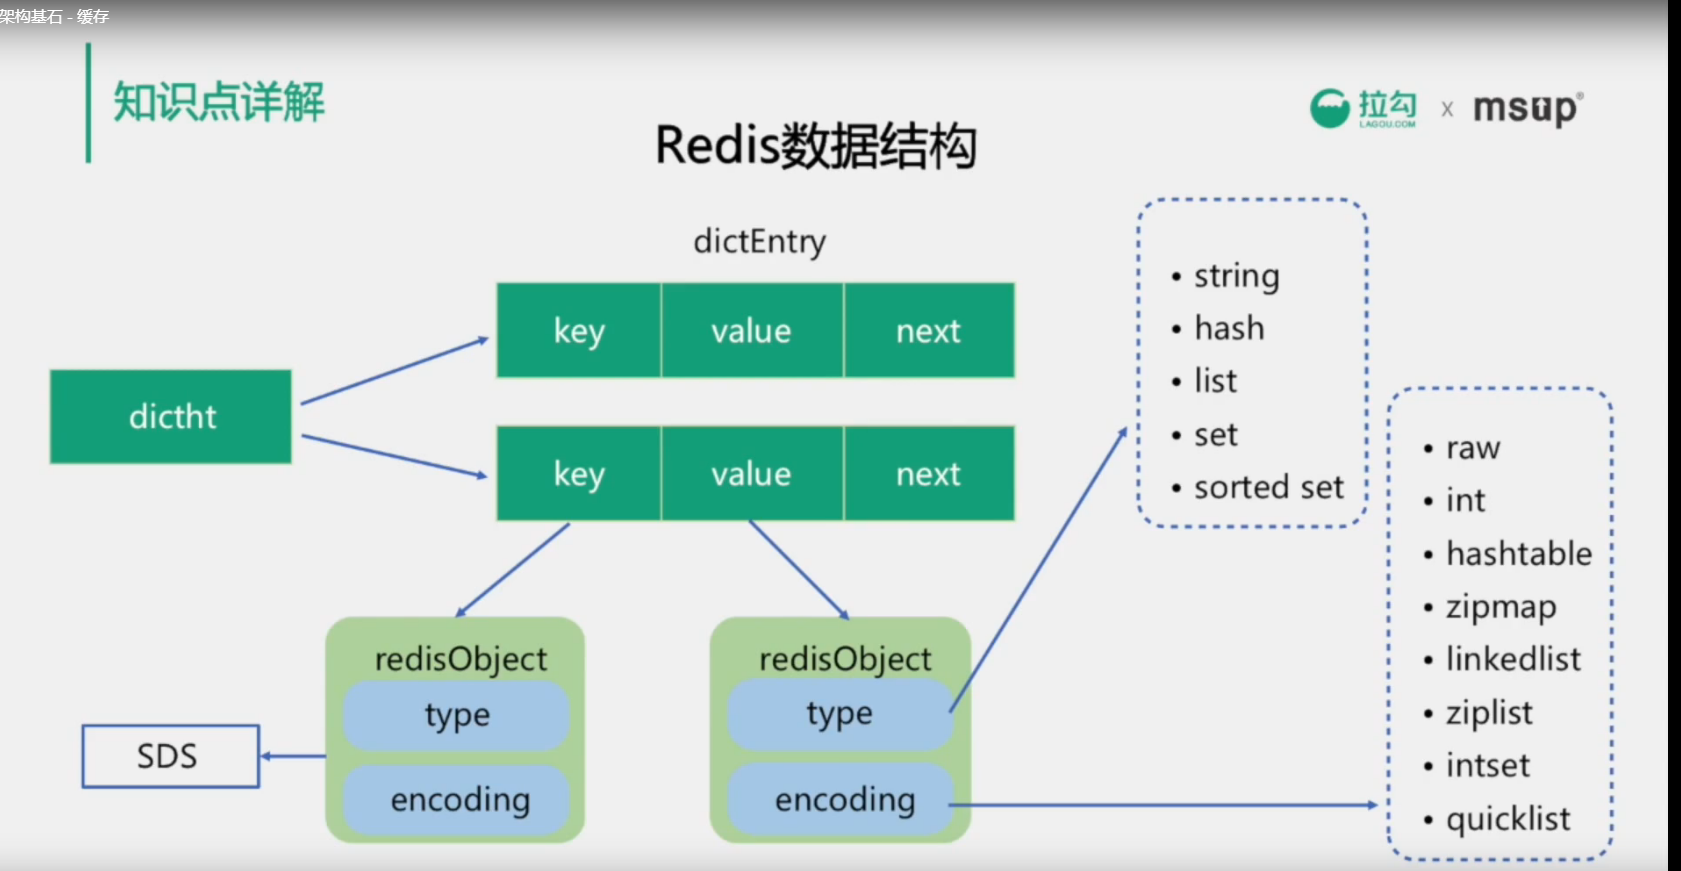 架构基石 - 缓存
知识点详解
拉勾
LAGOU.COM
x
msup®
Redis数据结构
dictEntry
key value next
dictht
key value next
redisObject
type
encoding
SDS
redisObject
type
encoding
• string
• hash
• list
• set
• sorted set
• raw
• int
• hashtable
• zipmap
• linkedlist
• ziplist
• intset
• quicklist